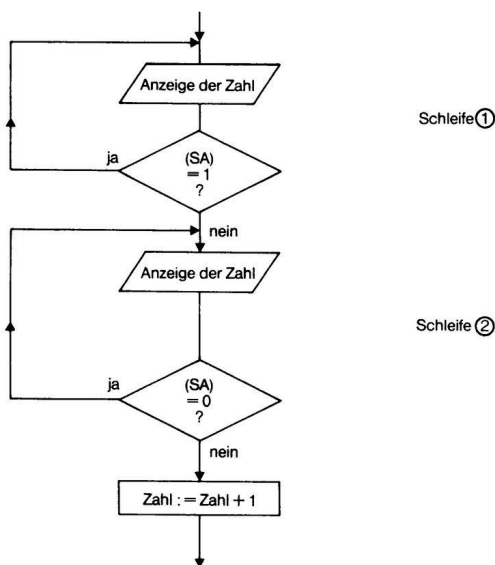 Anzeige der Zahl
Schleife ①
ja
(SA)
= 1
?
nein
Anzeige der Zahl
Schleife ②
ja
(SA)
= 0
?
nein
Zahl : = Zahl + 1